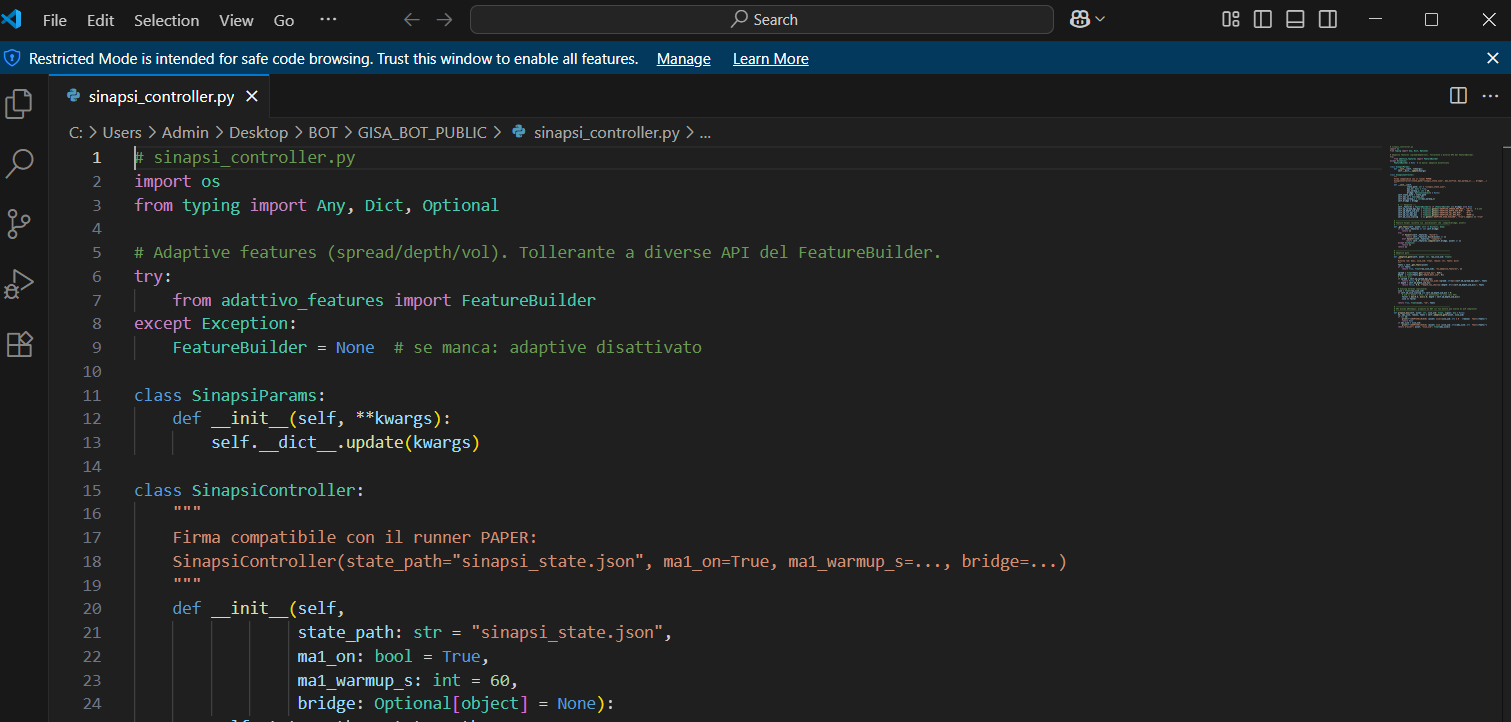 File Edit Selection View Go ··· Search
Restricted Mode is intended for safe code browsing. Trust this window to enable all features. Manage Learn More
sinapsi_controller.py
C: > Users > Admin > Desktop > BOT > GISA_BOT_PUBLIC > sinapsi_controller.py > ...
1 # sinapsi_controller.py
2 import os
3 from typing import Any, Dict, Optional
4
5 # Adaptive features (spread/depth/vol). Tollerante a diverse API del FeatureBuilder.
6 try:
7     from adattivo_features import FeatureBuilder
8 except Exception:
9     FeatureBuilder = None  # se manca: adaptive disattivato
10
11 class SinapsiParams:
12     def __init__(self, **kwargs):
13         self.__dict__.update(kwargs)
14
15 class SinapsiController:
16     """
17     Firma compatibile con il runner PAPER:
18     SinapsiController(state_path="sinapsi_state.json", ma1_on=True, ma1_warmup_s=..., bridge=...)
19     """
20     def __init__(self,
21                  state_path: str = "sinapsi_state.json",
22                  ma1_on: bool = True,
23                  ma1_warmup_s: int = 60,
24                  bridge: Optional[object] = None):